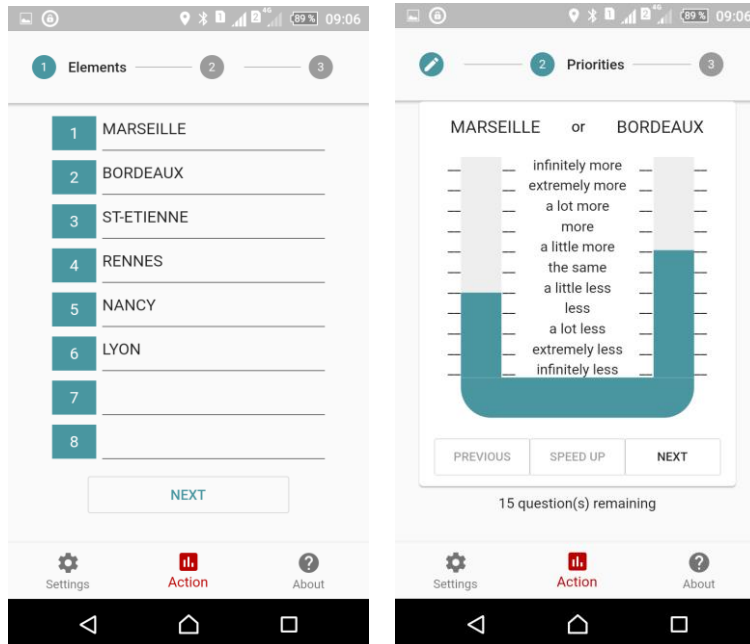 89 % 09:06
1 Elements 2 3
1 MARSEILLE
2 BORDEAUX
3 ST-ETIENNE
4 RENNES
5 NANCY
6 LYON
7
8
NEXT
Settings Action About
89 % 09:06
2 Priorities 3
MARSEILLE or BORDEAUX
infinitely more
extremely more
a lot more
more
a little more
the same
a little less
less
a lot less
extremely less
infinitely less
PREVIOUS SPEED UP NEXT
15 question(s) remaining
Settings Action About